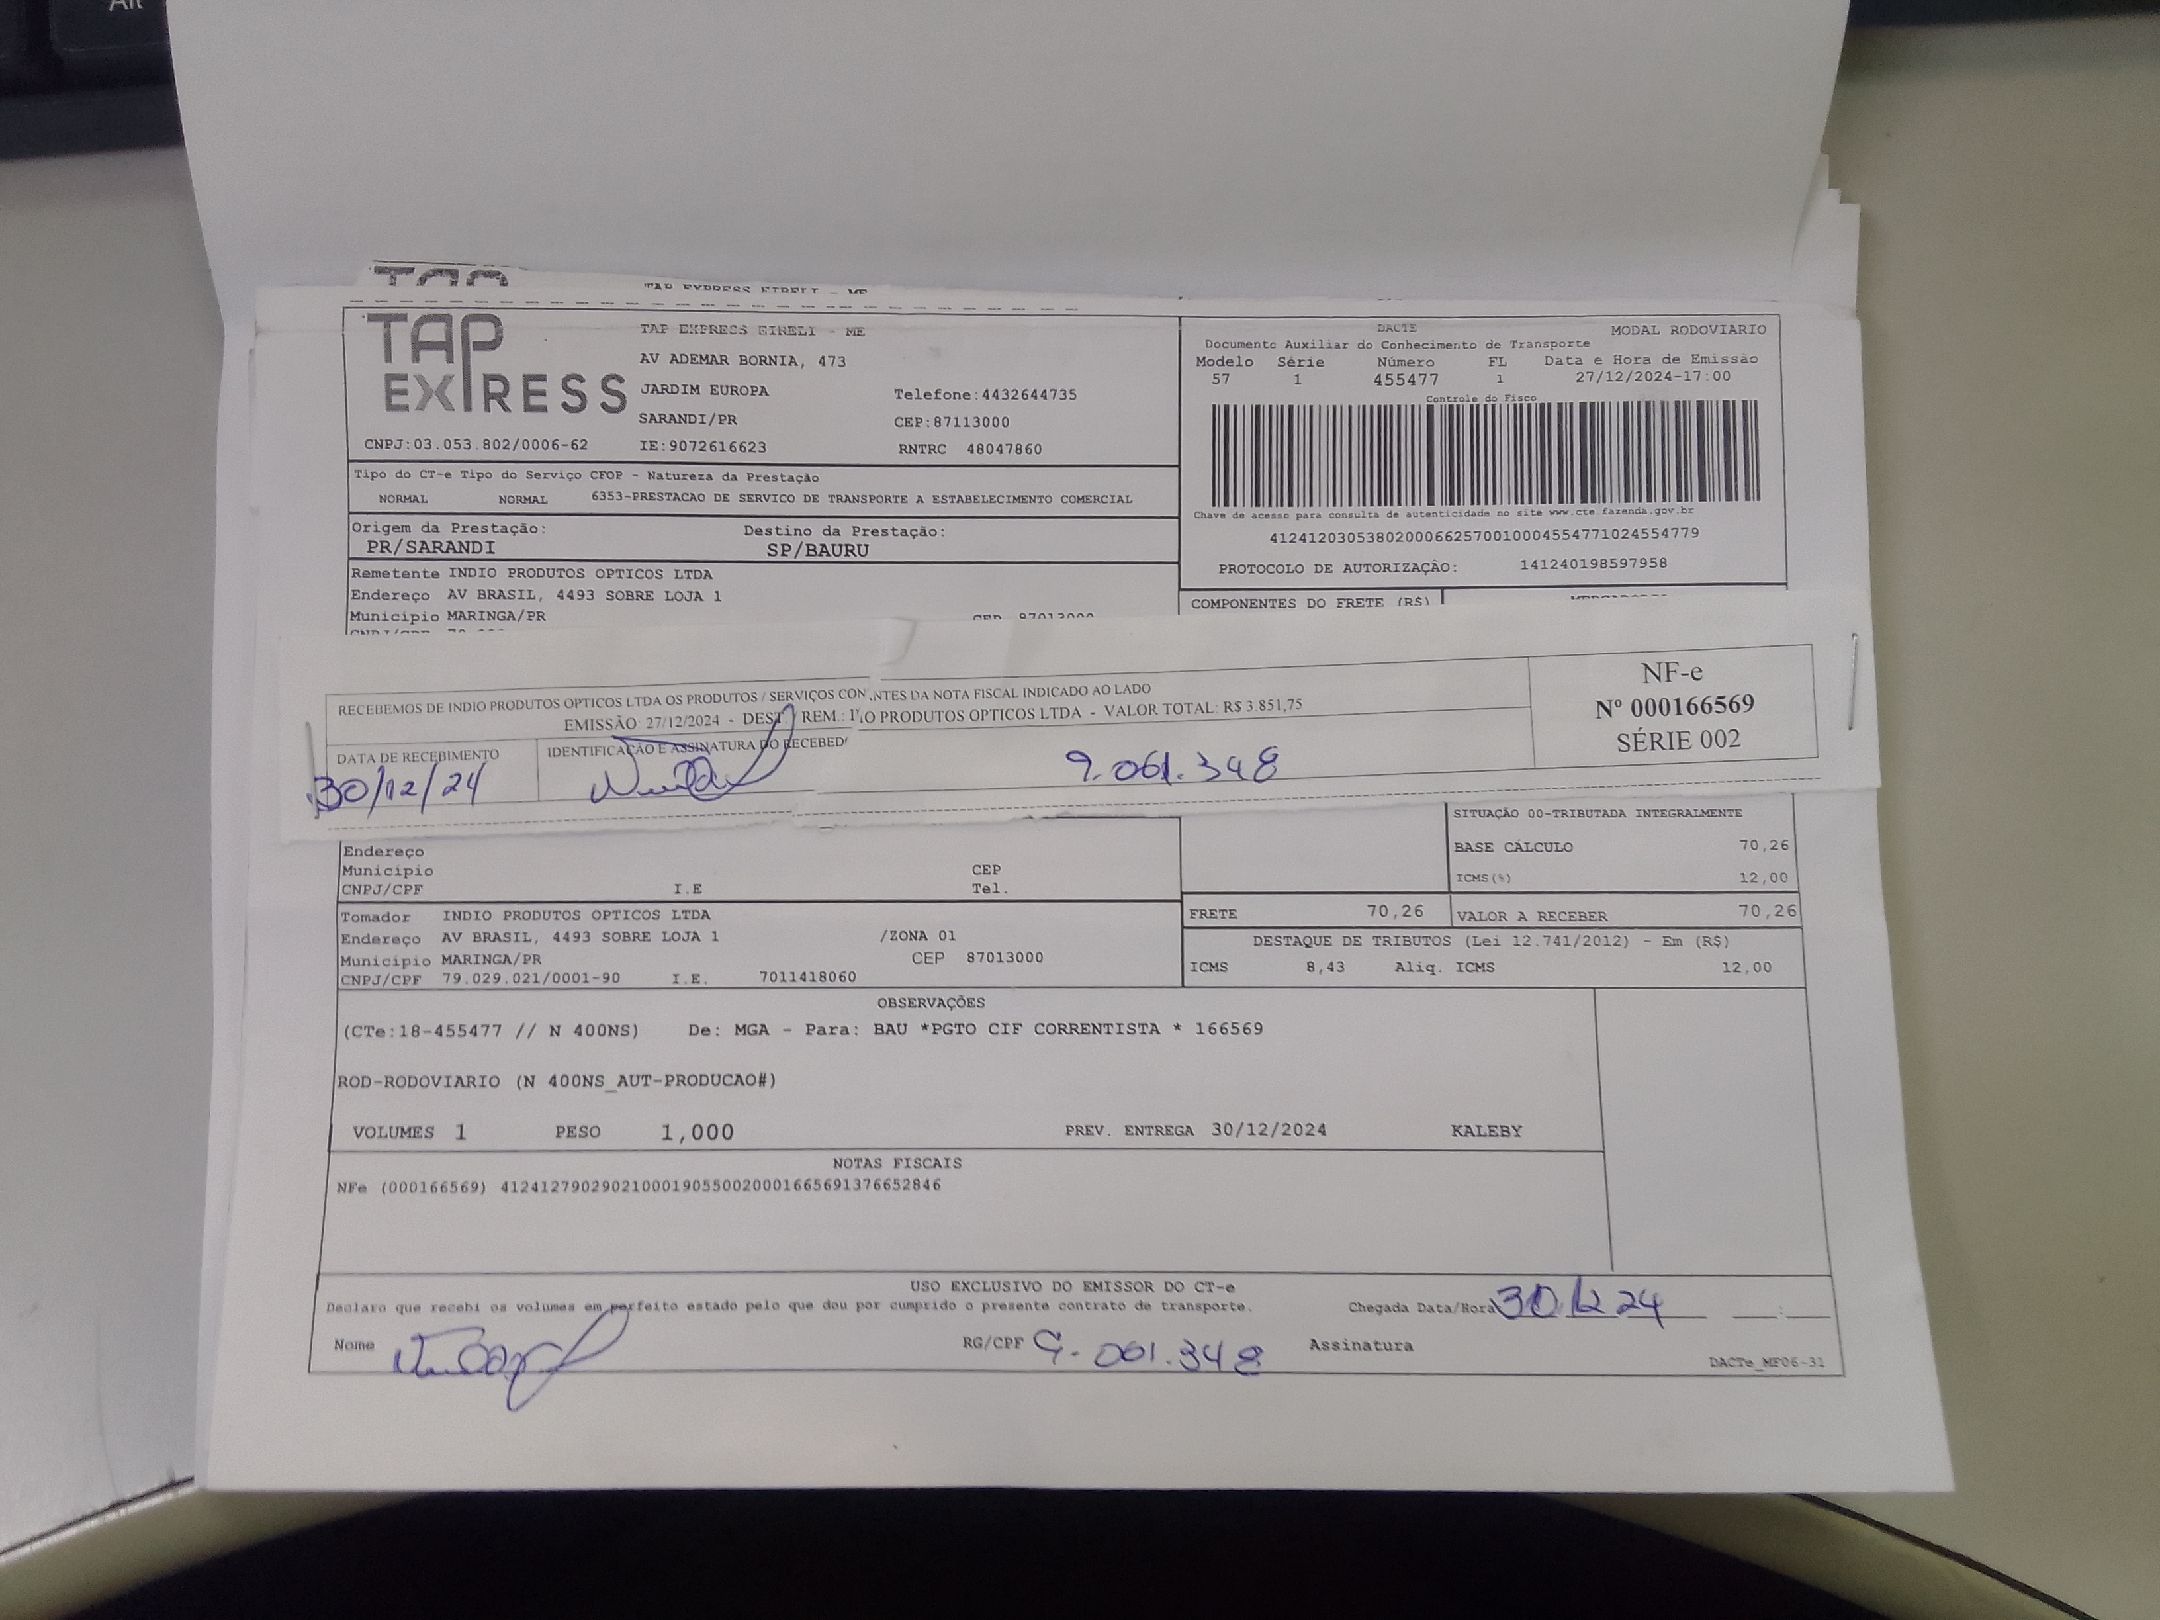 Alt
TAP EXPRESS EIRELI - ME
TAP EXPRESS
TAP EXPRESS EIRELI - ME
AV ADEMAR BORNIA, 473
JARDIM EUROPA
Telefone:4432644735
SARANDI/PR
CEP:87113000
CNPJ:03.053.802/0006-62
IE:9072616623
RNTRC 48047860
DACTE
MODAL RODOVIARIO
Documento Auxiliar do Conhecimento de Transporte
Modelo Série Número FL Data e Hora de Emissão
57 1 455477 1 27/12/2024-17:00
Controle do Fisco
Chave de acesso para consulta de autenticidade no site www.cte.fazenda.gov.br
41241203053802000662570010004554771024554779
PROTOCOLO DE AUTORIZAÇÃO: 141240198597958
Tipo do CT-e Tipo do Serviço CFOP - Natureza da Prestação
NORMAL NORMAL 6353-PRESTACAO DE SERVICO DE TRANSPORTE A ESTABELECIMENTO COMERCIAL
Origem da Prestação: Destino da Prestação:
PR/SARANDI SP/BAURU
Remetente INDIO PRODUTOS OPTICOS LTDA
Endereço AV BRASIL, 4493 SOBRE LOJA 1
Municipio MARINGA/PR CEP 87013000
COMPONENTES DO FRETE (R$)
RECEBEMOS DE INDIO PRODUTOS OPTICOS LTDA OS PRODUTOS / SERVIÇOS CON NTES DA NOTA FISCAL INDICADO AO LADO
EMISSÃO: 27/12/2024 - DEST REM.: IO PRODUTOS OPTICOS LTDA - VALOR TOTAL: R$ 3.851,75
DATA DE RECEBIMENTO
IDENTIFICAÇÃO E ASSINATURA DO RECEBED
30/12/24
9.061.348
NF-e
Nº 000166569
SÉRIE 002
SITUAÇÃO 00-TRIBUTADA INTEGRALMENTE
BASE CÁLCULO 70,26
ICMS(%) 12,00
Endereço
Municipio CEP
CNPJ/CPF I.E Tel.
Tomador INDIO PRODUTOS OPTICOS LTDA
Endereço AV BRASIL, 4493 SOBRE LOJA 1 /ZONA 01
Municipio MARINGA/PR CEP 87013000
CNPJ/CPF 79.029.021/0001-90 I.E. 7011418060
FRETE 70,26 VALOR A RECEBER 70,26
DESTAQUE DE TRIBUTOS (Lei 12.741/2012) - Em (R$)
ICMS 8,43 Aliq. ICMS 12,00
OBSERVAÇÕES
(CTe:18-455477 // N 400NS) De: MGA - Para: BAU *PGTO CIF CORRENTISTA * 166569
ROD-RODOVIARIO (N 400NS_AUT-PRODUCAO#)
VOLUMES 1 PESO 1,000 PREV. ENTREGA 30/12/2024 KALEBY
NOTAS FISCAIS
NFe (000166569) 41241279029021000190550020001665691376652846
USO EXCLUSIVO DO EMISSOR DO CT-e
Declaro que recebi os volumes em perfeito estado pelo que dou por cumprido o presente contrato de transporte. Chegada Data/Hora 30 12 24 :
Nome RG/CPF 9.061.348 Assinatura
DACTe_MF06-31